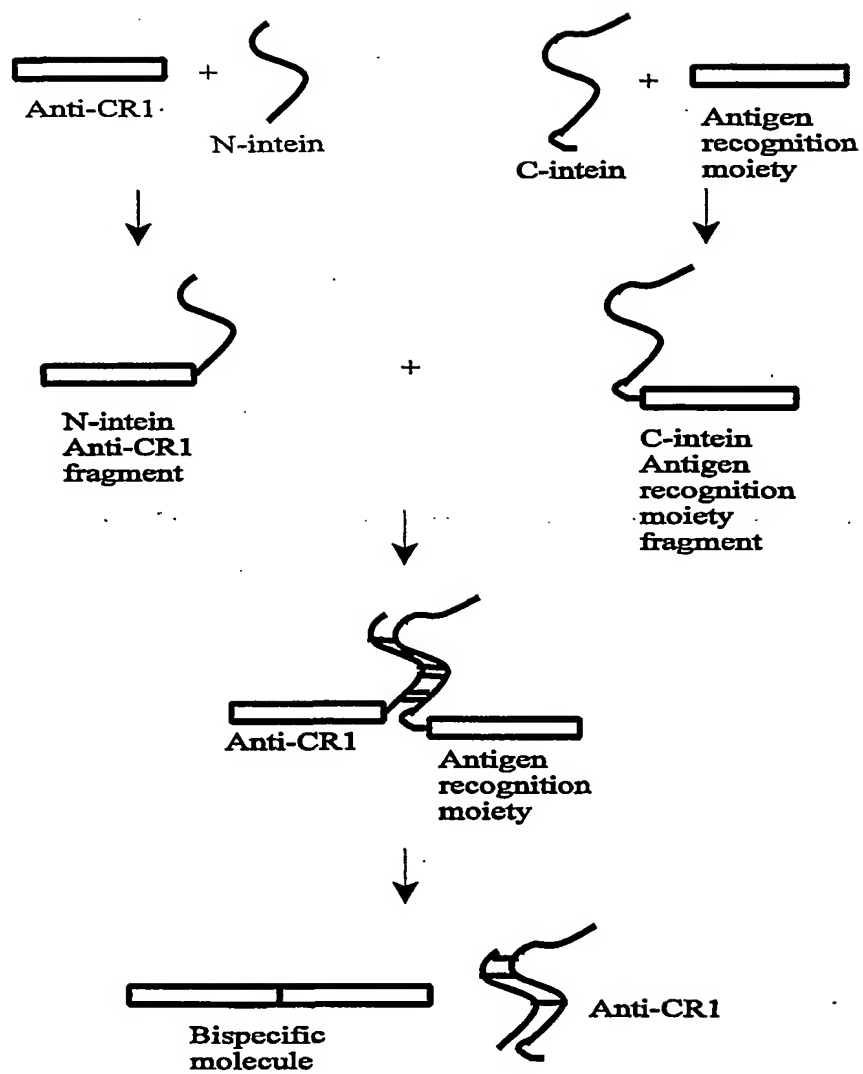 +
+
Anti-CR1
N-intein
C-intein
Antigen
recognition
moiety
+
N-intein
Anti-CR1
fragment
C-intein
Antigen
recognition
moiety
fragment
Anti-CR1
Antigen
recognition
moiety
Bispecific
molecule
Anti-CR1